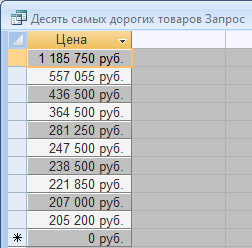 Десять самых дорогих товаров Запрос
Цена
1 185 750 руб.
557 055 руб.
436 500 руб.
364 500 руб.
281 250 руб.
247 500 руб.
238 500 руб.
221 850 руб.
207 000 руб.
205 200 руб.
0 руб.